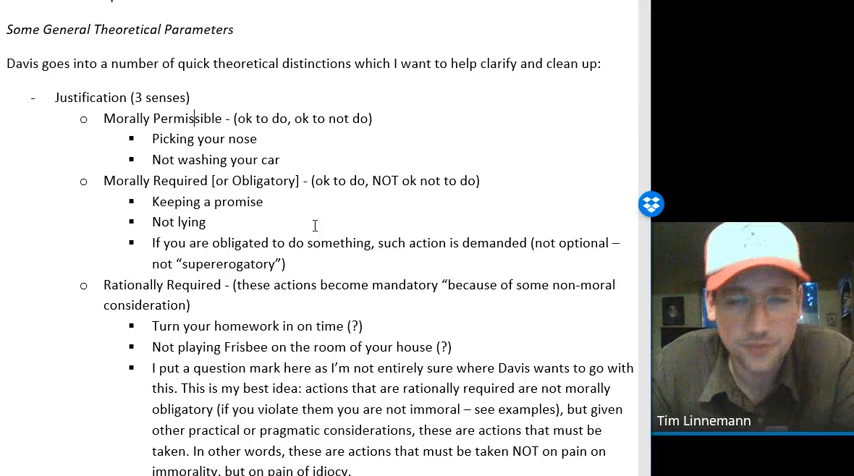 Some General Theoretical Parameters
Davis goes into a number of quick theoretical distinctions which I want to help clarify and clean up:
- Justification (3 senses)
o Morally Permissible - (ok to do, ok to not do)
▪ Picking your nose
▪ Not washing your car
o Morally Required [or Obligatory] - (ok to do, NOT ok not to do)
▪ Keeping a promise
▪ Not lying
▪ If you are obligated to do something, such action is demanded (not optional –
not “supererogatory”)
o Rationally Required - (these actions become mandatory “because of some non-moral
consideration)
▪ Turn your homework in on time (?)
▪ Not playing Frisbee on the room of your house (?)
▪ I put a question mark here as I’m not entirely sure where Davis wants to go with
this. This is my best idea: actions that are rationally required are not morally
obligatory (if you violate them you are not immoral – see examples), but given
other practical or pragmatic considerations, these are actions that must be
taken. In other words, these are actions that must be taken NOT on pain on
immorality, but on pain of idiocy.
Tim Linnemann